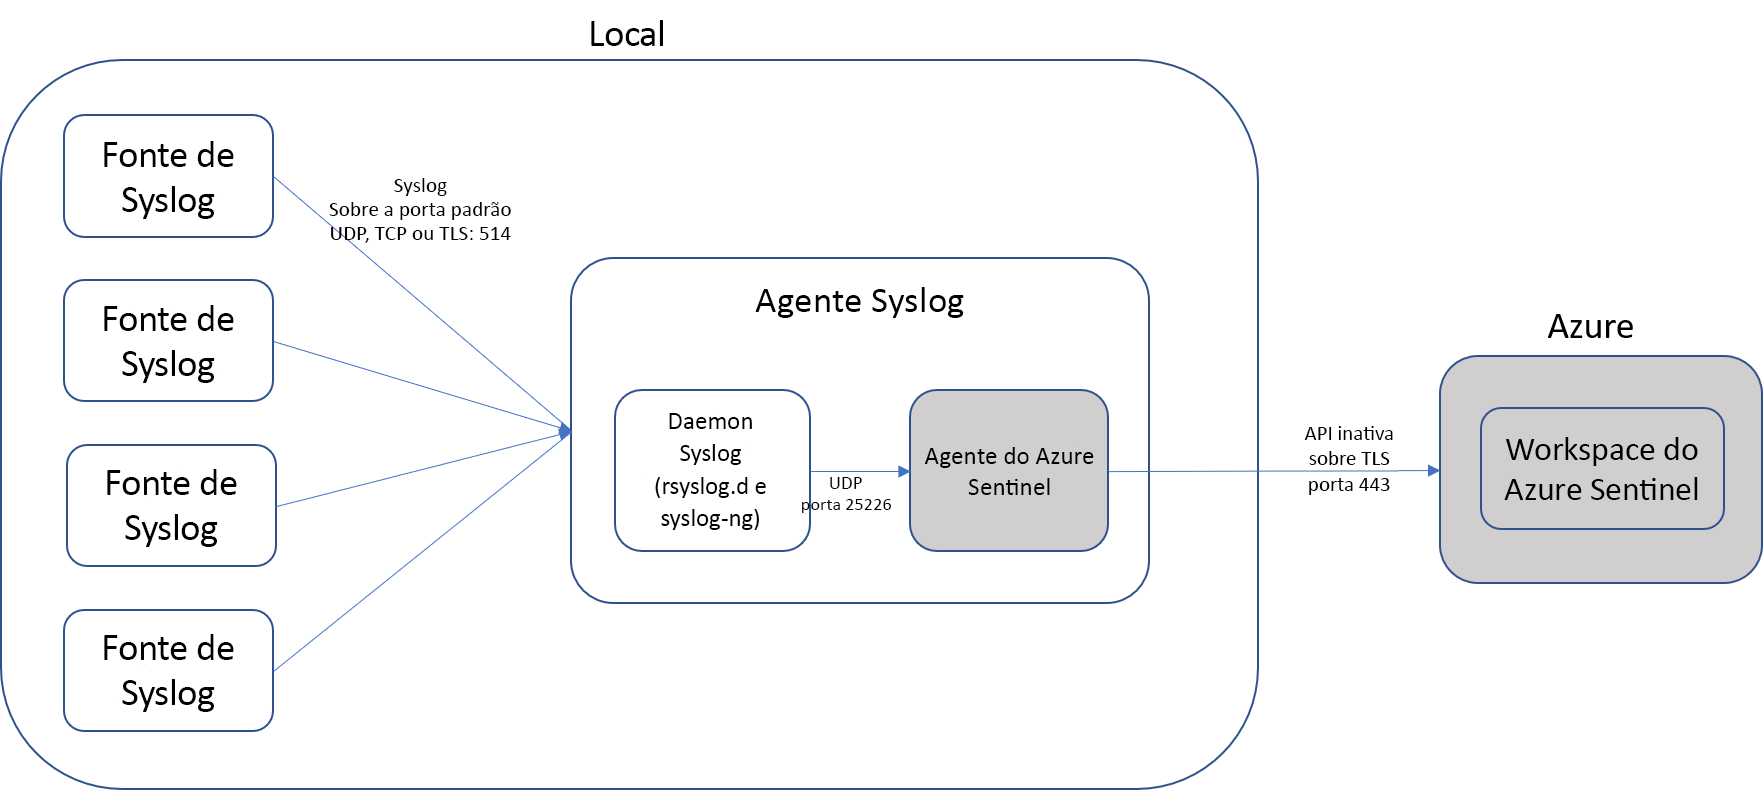 Local
Fonte de
Syslog
Syslog
Sobre a porta padrão
UDP, TCP ou TLS: 514
Fonte de
Syslog
Fonte de
Syslog
Fonte de
Syslog
Agente Syslog
Daemon
Syslog
(rsyslog.d e
syslog-ng)
UDP
porta 25226
Agente do Azure
Sentinel
API inativa
sobre TLS
porta 443
Azure
Workspace do
Azure Sentinel